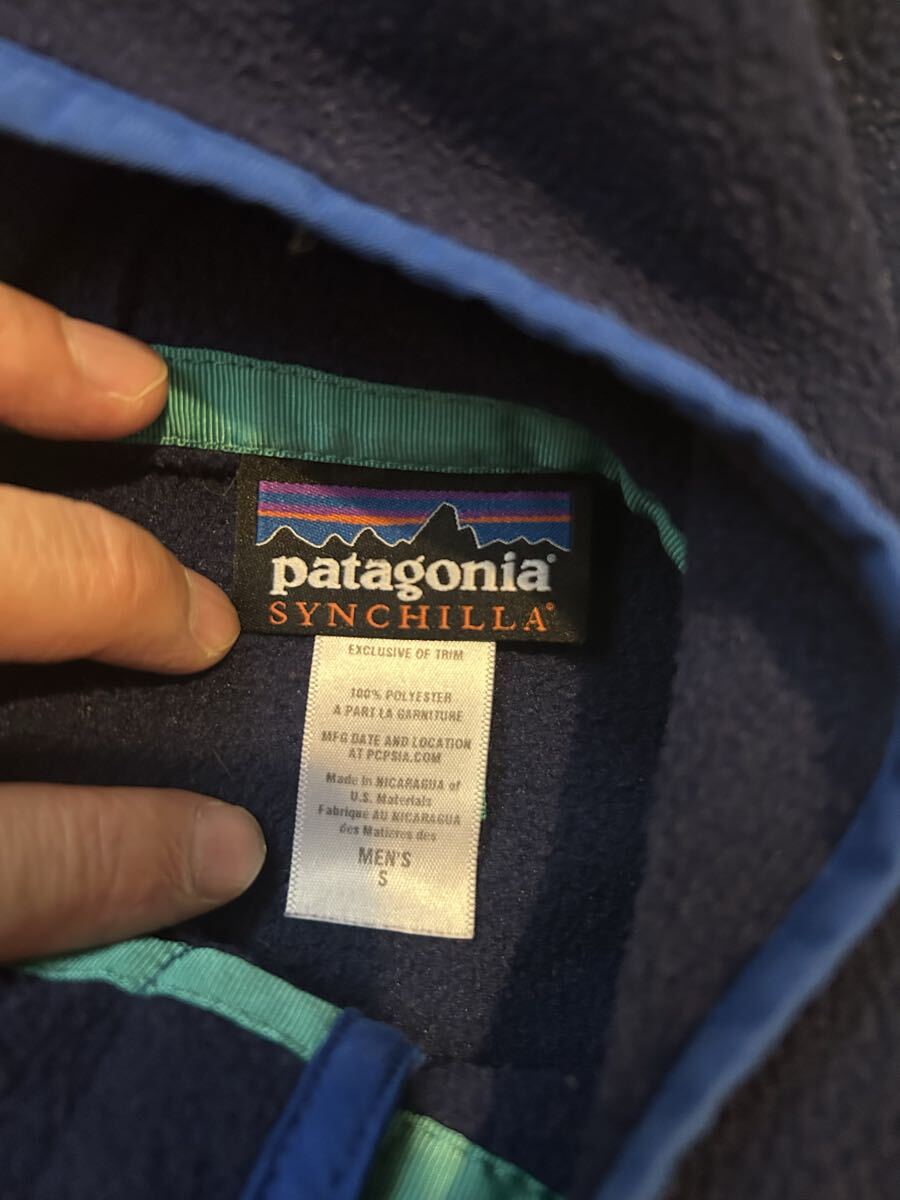 patagonia®
SYNCHILLA®
EXCLUSIVE OF TRIM
100% POLYESTER
A PART LA GARNITURE
MFG DATE AND LOCATION
AT PCPSIA.COM
Made in NICARAGUA of
U.S. Materials
Fabriqué AU NICARAGUA
des Matieres des
MEN'S
S